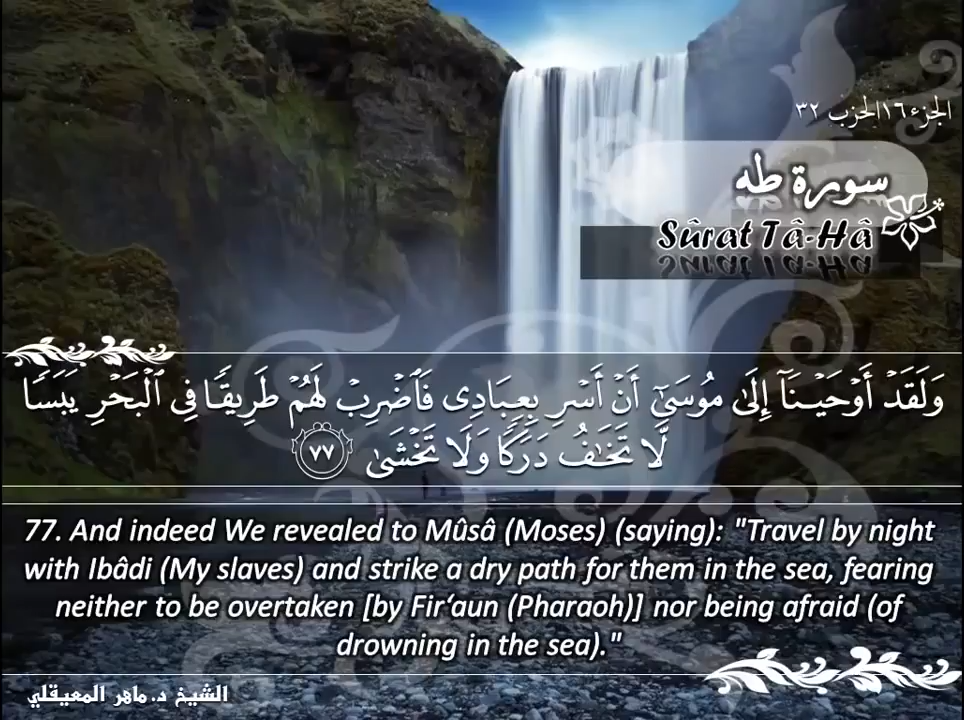 الجزء١٦الحزب ٣٢
سورة طه
Sûrat Tâ-Hâ
وَلَقَدْ أَوْحَيْنَآ إِلَىٰ مُوسَىٰٓ أَنْ أَسْرِ بِعِبَادِى فَٱضْرِبْ لَهُمْ طَرِيقًا فِى ٱلْبَحْرِ يَبَسًا
لَّا تَخَٰفُ دَرَكًا وَلَا تَخْشَىٰ ٧٧
77. And indeed We revealed to Mûsâ (Moses) (saying): "Travel by night
with Ibâdi (My slaves) and strike a dry path for them in the sea, fearing
neither to be overtaken [by Fir‘aun (Pharaoh)] nor being afraid (of
drowning in the sea)."
الشيخ د. ماهر المعيقلي